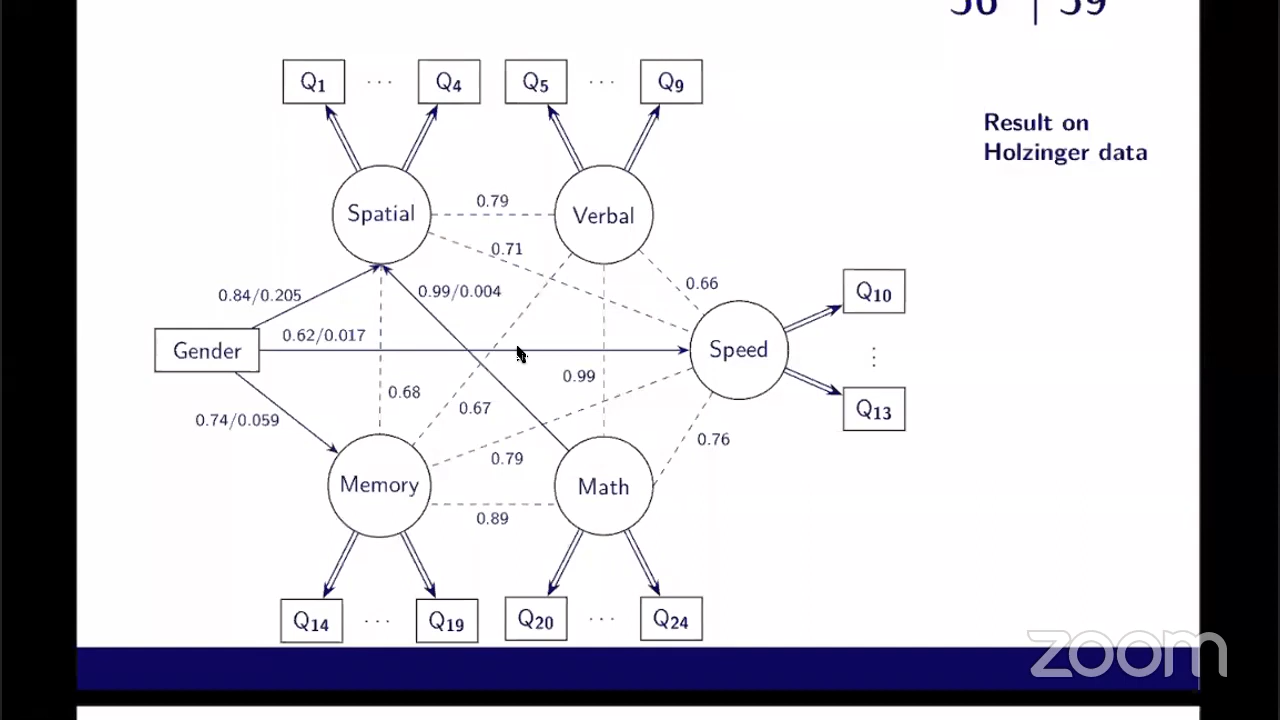 56 | 59
Q1 ... Q4 Q5 ... Q9
Result on
Holzinger data
Spatial 0.79 Verbal
0.71
0.66
0.84/0.205 0.99/0.004
Q10
Gender 0.62/0.017 Speed
⋮
0.99
0.68
0.67
Q13
0.74/0.059
0.76
0.79
Memory Math
0.89
Q14 ... Q19 Q20 ... Q24
zoom